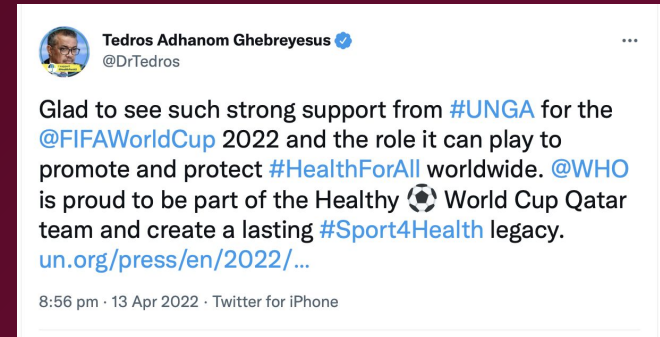 Tedros Adhanom Ghebreyesus
@DrTedros
Glad to see such strong support from #UNGA for the
@FIFAWorldCup 2022 and the role it can play to
promote and protect #HealthForAll worldwide. @WHO
is proud to be part of the Healthy ⚽ World Cup Qatar
team and create a lasting #Sport4Health legacy.
un.org/press/en/2022/...
8:56 pm · 13 Apr 2022 · Twitter for iPhone